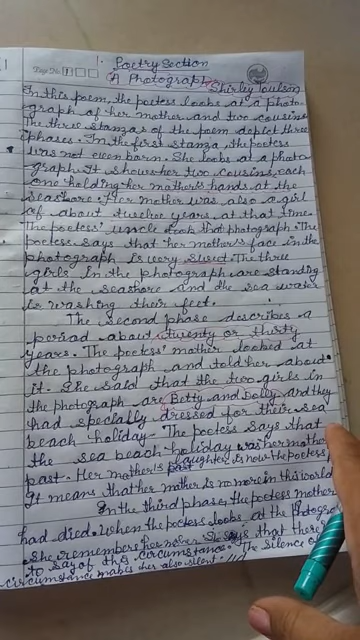 Poetry Section
Page No. 1
A Photograph
Shirley Toulson
In this poem, the poetess looks at a photo-
graph of her mother and two cousins
The three stanzas of the poem depict three
phases. In the first stanza the poetess
was not even born. She looks at a photo
graph. It shows her two cousins each
one holding her mother's hands at the
seashore. Her mother was also a girl
of about twelve years at that time.
The poetess' uncle took that photograph. The
poetess says that her mother's face in the
photograph is very sweet. The three
girls in the photograph are standing
at the seashore and the sea water
is washing their feet.
The second phase describes a
period about twenty or thirty
years. The poetess' mother looked at
the photograph and told her about
it. She said that the two girls in
the photograph are Betty and Dolly and they
had specially dressed for their sea
beach holiday. The poetess says that
the sea beach holiday was her mother
past. Her mother's laughter is now the poetess
past
It means that her mother is no more in this world
In the third phase, the poetess mother
had died. When the poetess looks at the photogra
she remembers her She says that there
to say of this circumstance. The silence of
circumstance makes her also silent.